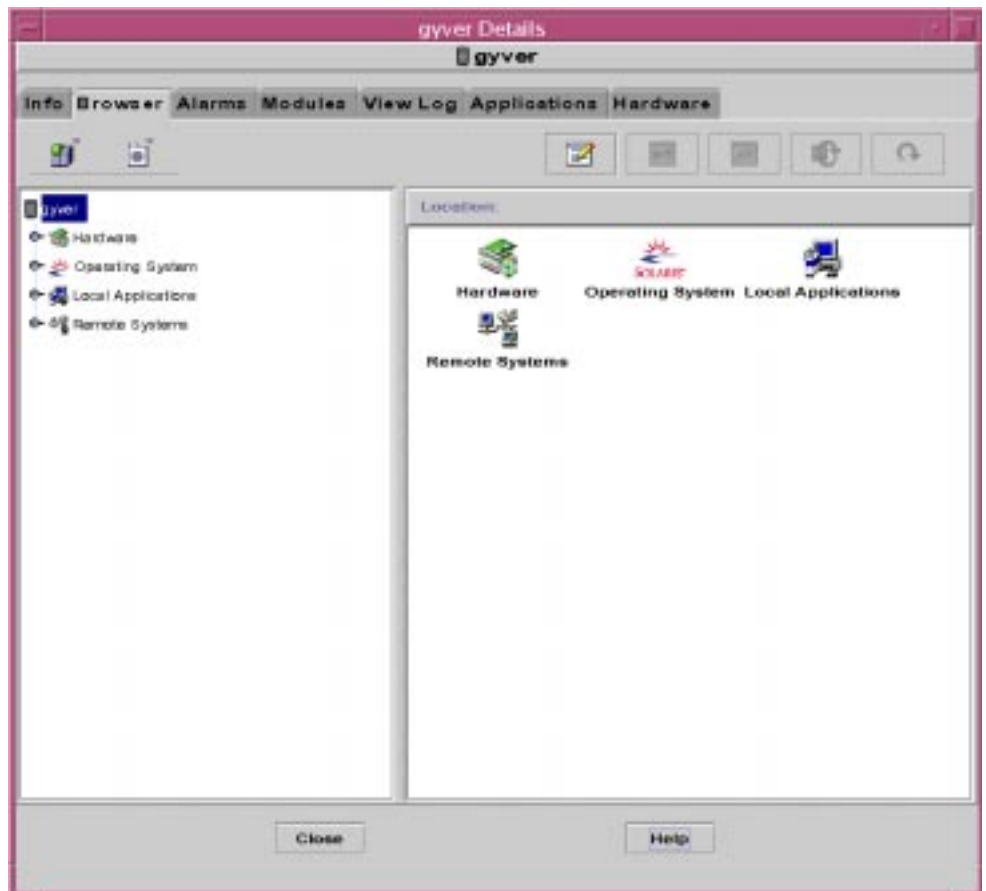 gyver Details
gyver
Info Browser Alarms Modules View Log Applications Hardware
gyver
Hardware
Operating System
Local Applications
Remote Systems
Location:
SOLARIS
Hardware Operating System Local Applications
Remote Systems
Close Help